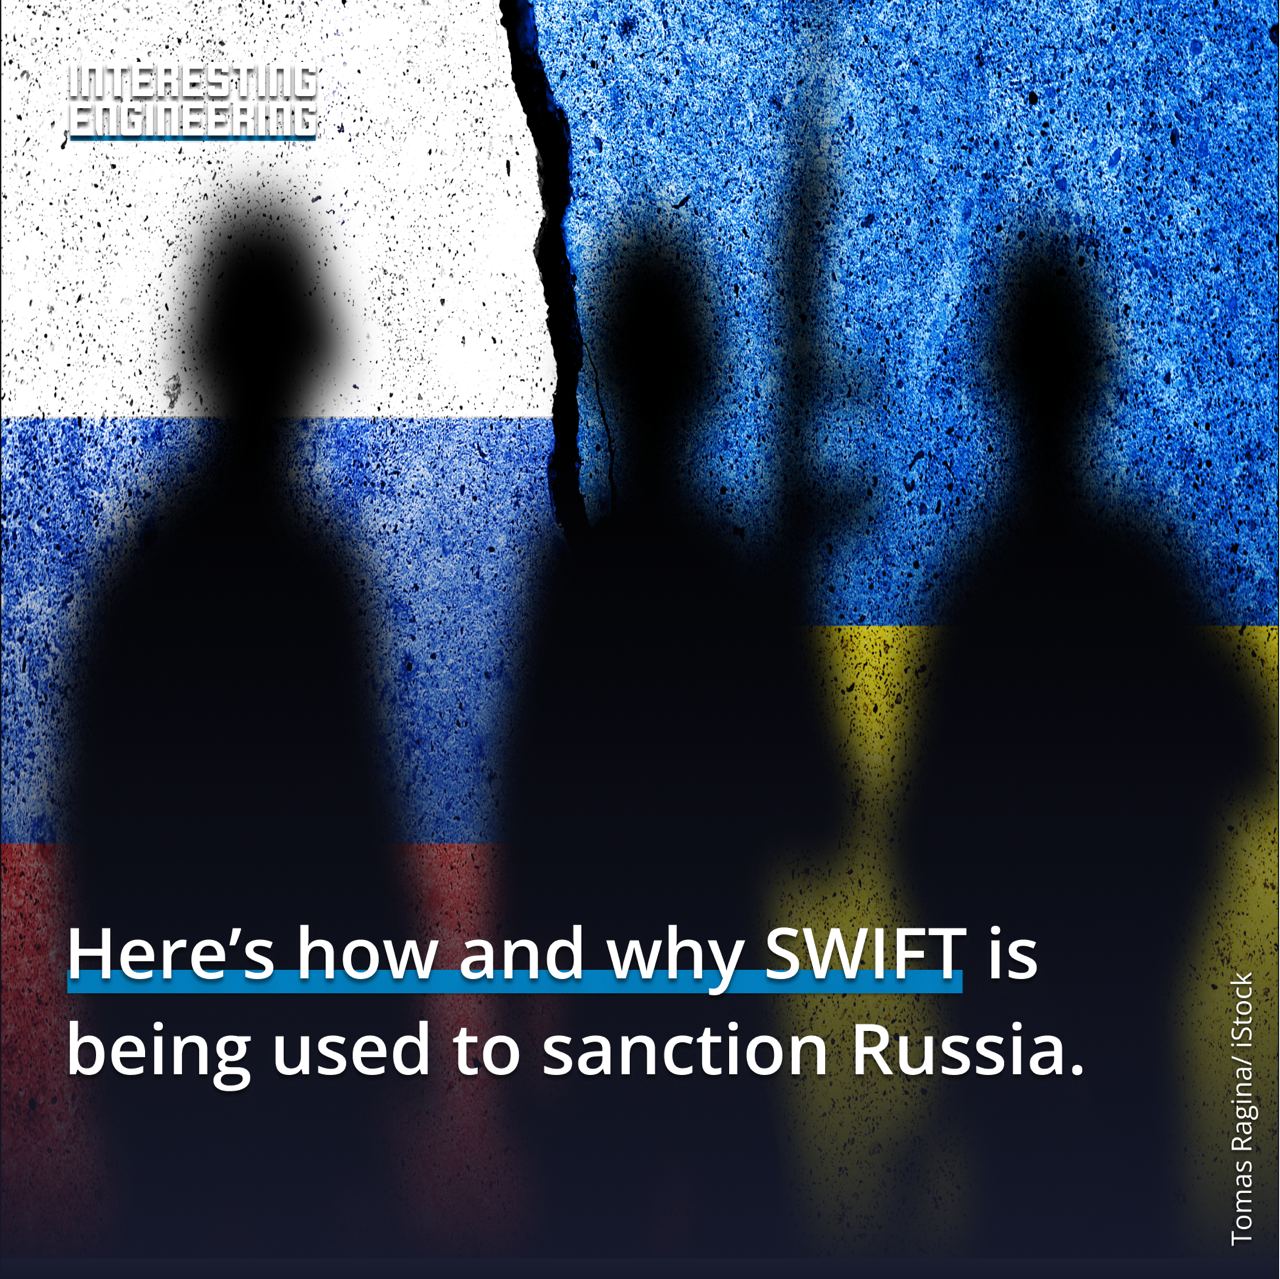 INTERESTING
ENGINEERING
Here’s how and why SWIFT is
being used to sanction Russia.
Tomas Ragina/ iStock